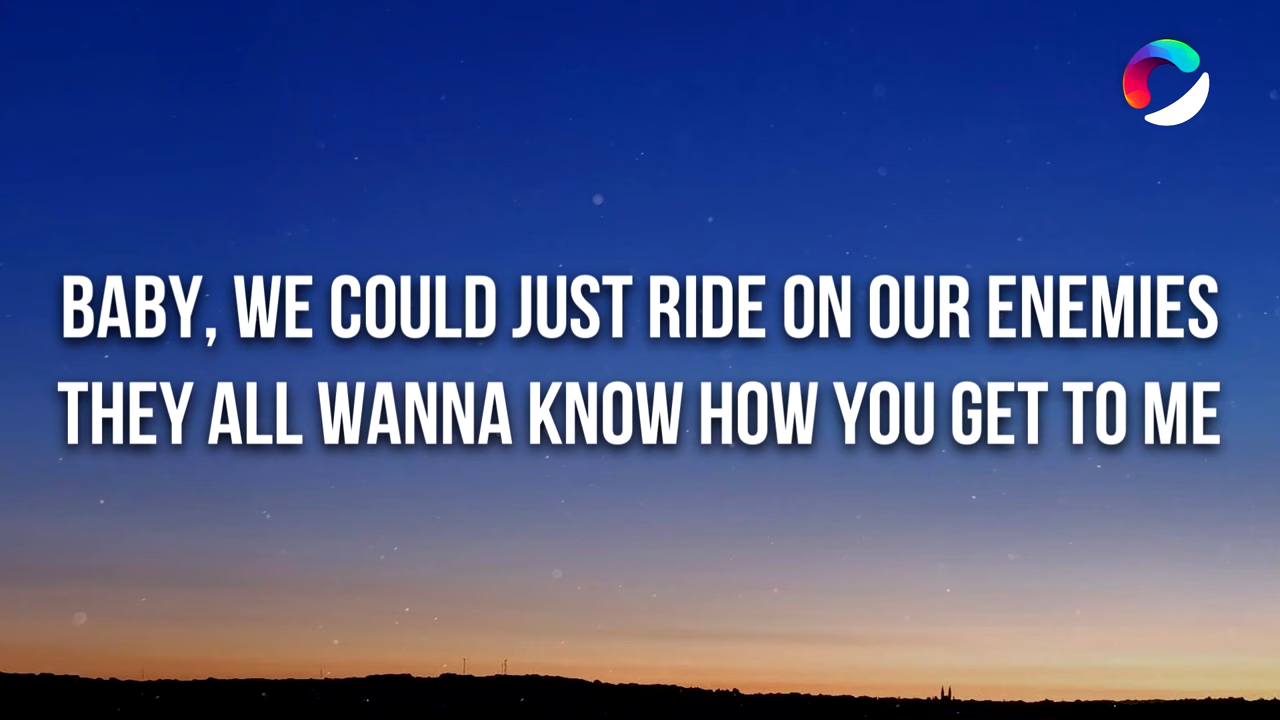 BABY, WE COULD JUST RIDE ON OUR ENEMIES
THEY ALL WANNA KNOW HOW YOU GET TO ME